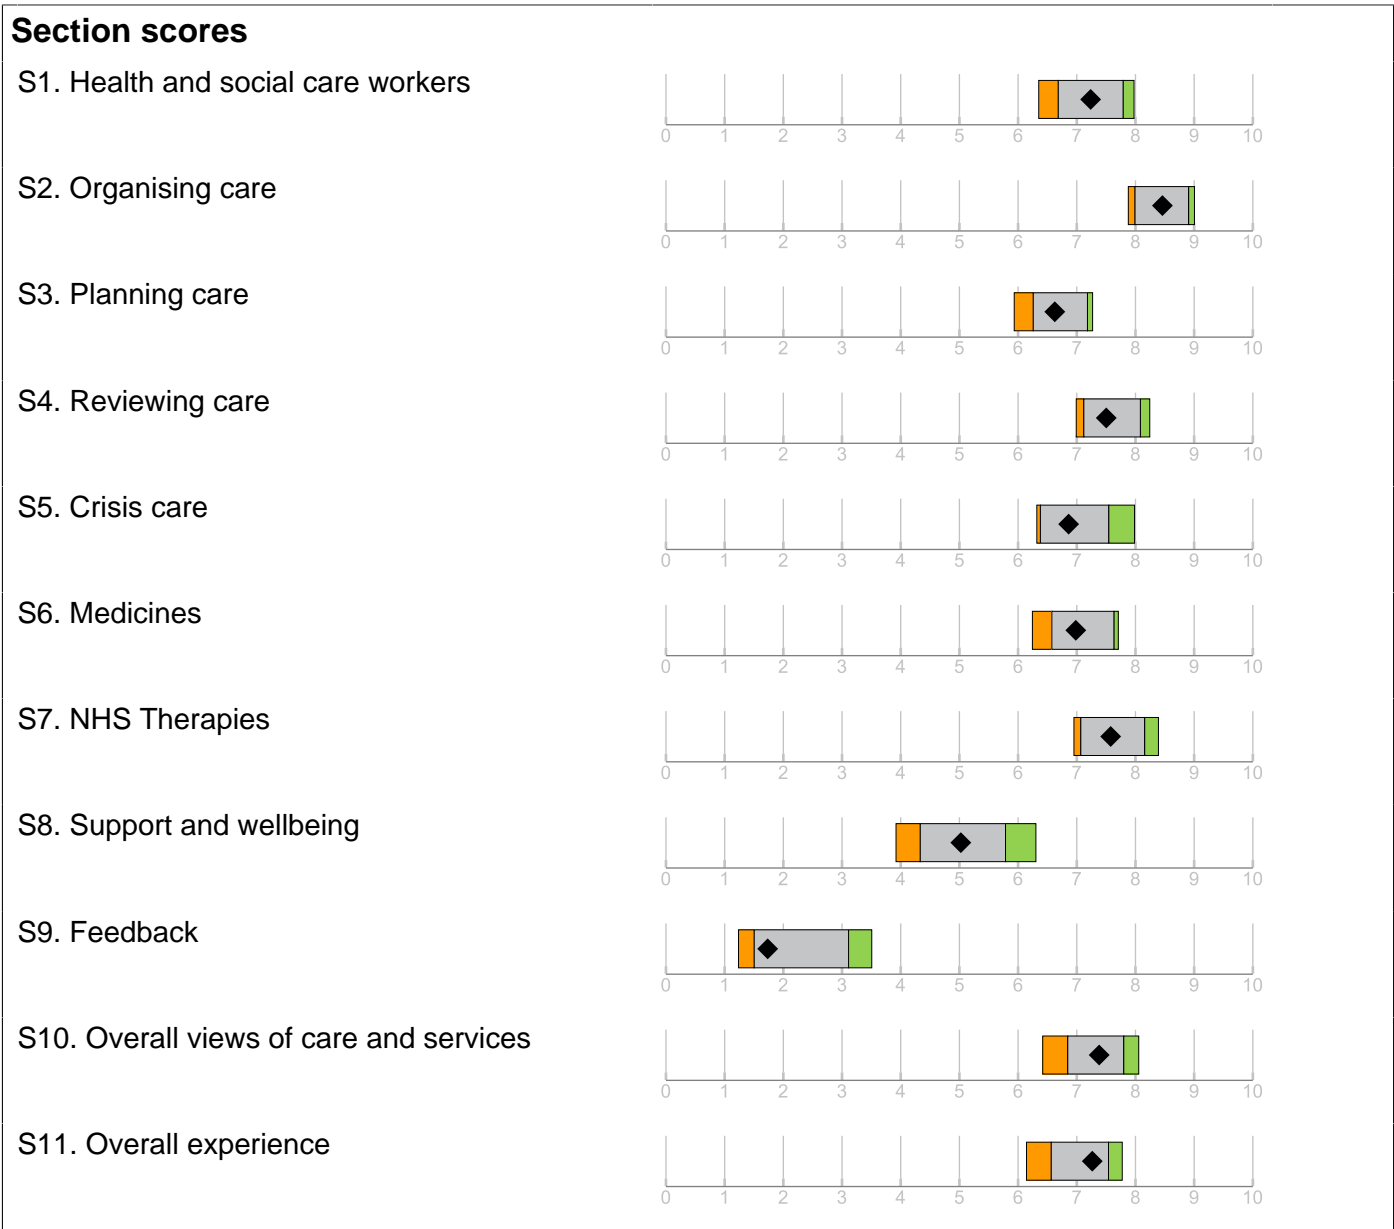 Section scores
S1. Health and social care workers
0 1 2 3 4 5 6 7 8 9 10
S2. Organising care
0 1 2 3 4 5 6 7 8 9 10
S3. Planning care
0 1 2 3 4 5 6 7 8 9 10
S4. Reviewing care
0 1 2 3 4 5 6 7 8 9 10
S5. Crisis care
0 1 2 3 4 5 6 7 8 9 10
S6. Medicines
0 1 2 3 4 5 6 7 8 9 10
S7. NHS Therapies
0 1 2 3 4 5 6 7 8 9 10
S8. Support and wellbeing
0 1 2 3 4 5 6 7 8 9 10
S9. Feedback
0 1 2 3 4 5 6 7 8 9 10
S10. Overall views of care and services
0 1 2 3 4 5 6 7 8 9 10
S11. Overall experience
0 1 2 3 4 5 6 7 8 9 10